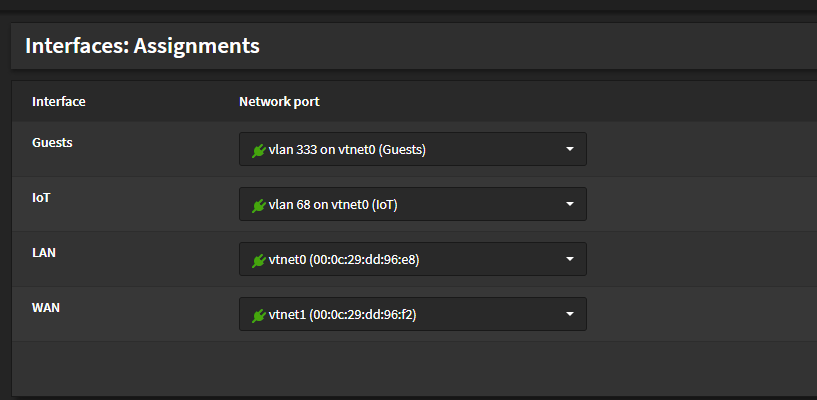 Interfaces: Assignments
Interface Network port
Guests vlan 333 on vtnet0 (Guests)
IoT vlan 68 on vtnet0 (IoT)
LAN vtnet0 (00:0c:29:dd:96:e8)
WAN vtnet1 (00:0c:29:dd:96:f2)